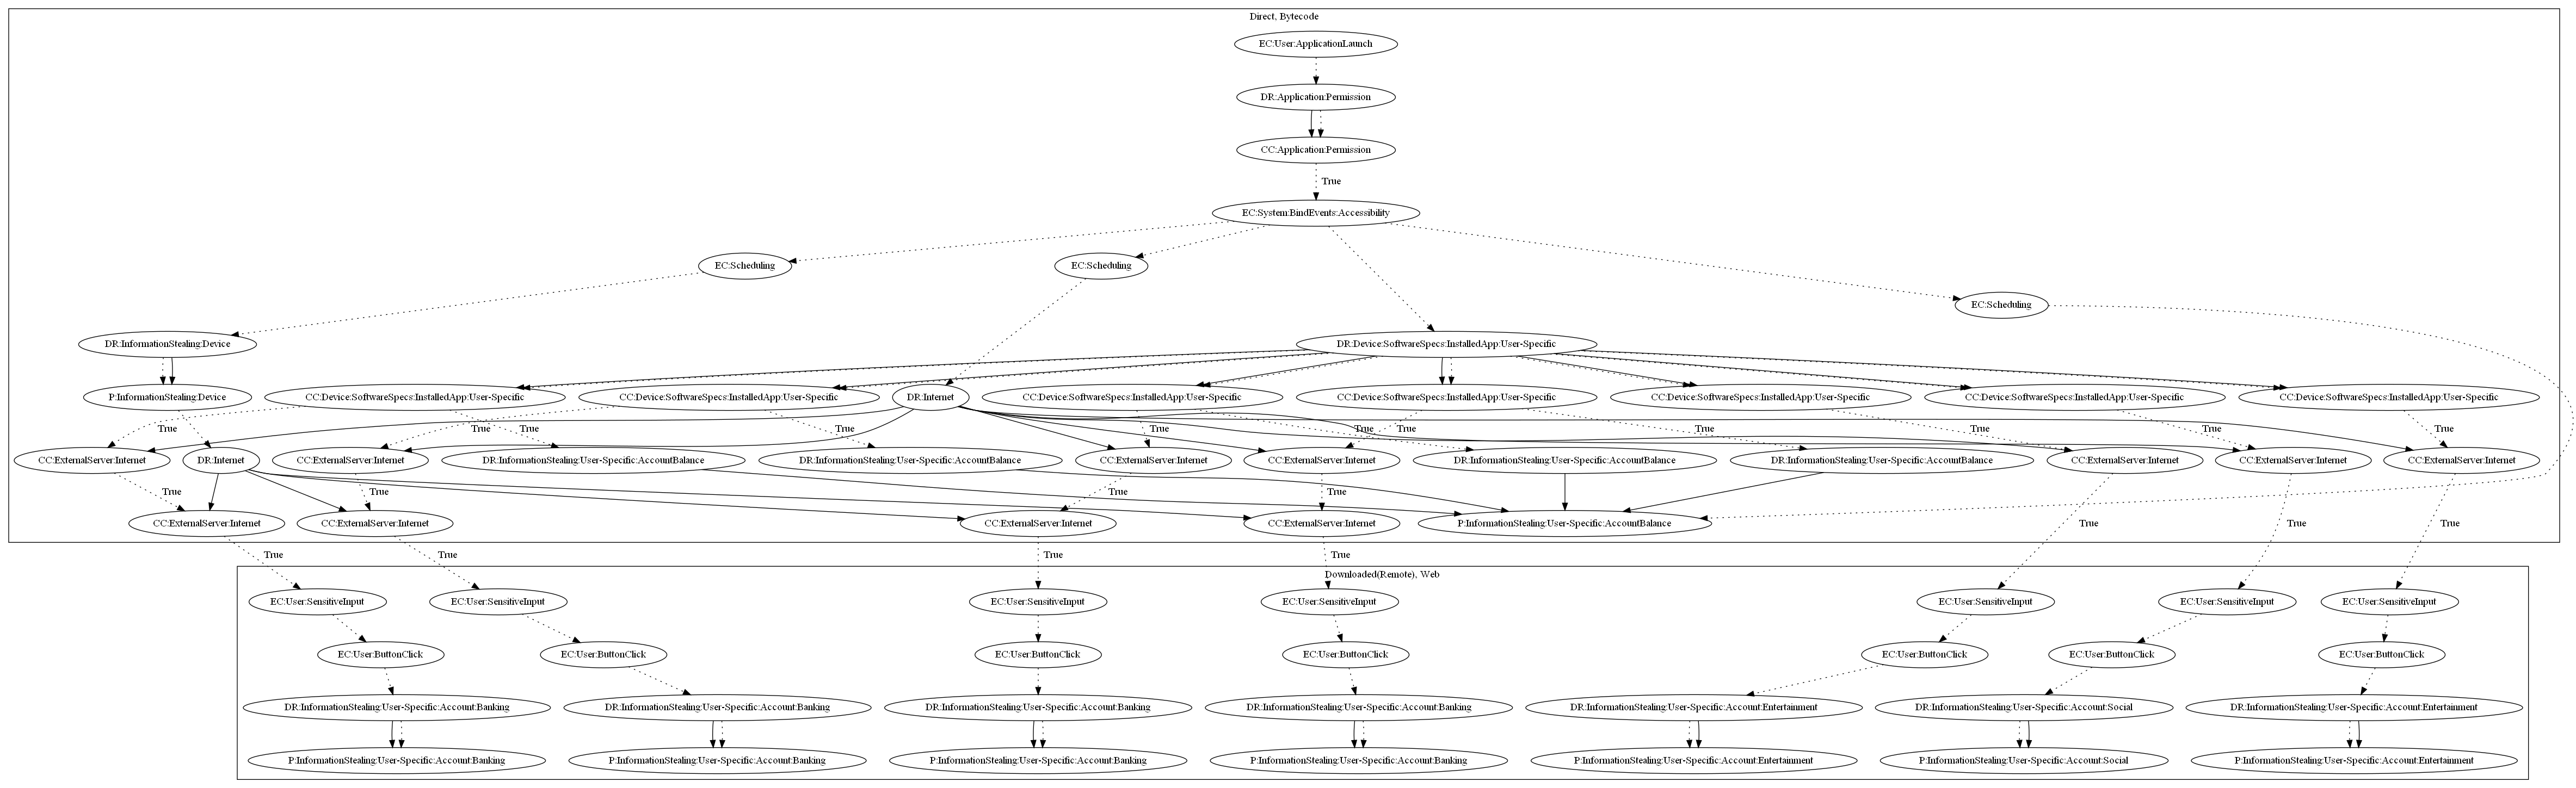 Direct, Bytecode
EC:User:ApplicationLaunch
DR:Application:Permission
CC:Application:Permission
True
EC:System:BindEvents:Accessibility
EC:Scheduling
EC:Scheduling
EC:Scheduling
DR:InformationStealing:Device
DR:Device:SoftwareSpecs:InstalledApp:User-Specific
P:InformationStealing:Device
CC:Device:SoftwareSpecs:InstalledApp:User-Specific
CC:Device:SoftwareSpecs:InstalledApp:User-Specific
DR:Internet
CC:Device:SoftwareSpecs:InstalledApp:User-Specific
CC:Device:SoftwareSpecs:InstalledApp:User-Specific
CC:Device:SoftwareSpecs:InstalledApp:User-Specific
CC:Device:SoftwareSpecs:InstalledApp:User-Specific
CC:Device:SoftwareSpecs:InstalledApp:User-Specific
True
True
True
True
True
True
True
True
True
True
True
CC:ExternalServer:Internet
DR:Internet
CC:ExternalServer:Internet
DR:InformationStealing:User-Specific:AccountBalance
DR:InformationStealing:User-Specific:AccountBalance
CC:ExternalServer:Internet
CC:ExternalServer:Internet
DR:InformationStealing:User-Specific:AccountBalance
DR:InformationStealing:User-Specific:AccountBalance
CC:ExternalServer:Internet
CC:ExternalServer:Internet
CC:ExternalServer:Internet
True
True
True
True
CC:ExternalServer:Internet
CC:ExternalServer:Internet
CC:ExternalServer:Internet
CC:ExternalServer:Internet
P:InformationStealing:User-Specific:AccountBalance
True
True
True
True
True
True
True
Downloaded(Remote), Web
EC:User:SensitiveInput
EC:User:SensitiveInput
EC:User:SensitiveInput
EC:User:SensitiveInput
EC:User:SensitiveInput
EC:User:SensitiveInput
EC:User:SensitiveInput
EC:User:ButtonClick
EC:User:ButtonClick
EC:User:ButtonClick
EC:User:ButtonClick
EC:User:ButtonClick
EC:User:ButtonClick
EC:User:ButtonClick
DR:InformationStealing:User-Specific:Account:Banking
DR:InformationStealing:User-Specific:Account:Banking
DR:InformationStealing:User-Specific:Account:Banking
DR:InformationStealing:User-Specific:Account:Banking
DR:InformationStealing:User-Specific:Account:Entertainment
DR:InformationStealing:User-Specific:Account:Social
DR:InformationStealing:User-Specific:Account:Entertainment
P:InformationStealing:User-Specific:Account:Banking
P:InformationStealing:User-Specific:Account:Banking
P:InformationStealing:User-Specific:Account:Banking
P:InformationStealing:User-Specific:Account:Banking
P:InformationStealing:User-Specific:Account:Entertainment
P:InformationStealing:User-Specific:Account:Social
P:InformationStealing:User-Specific:Account:Entertainment